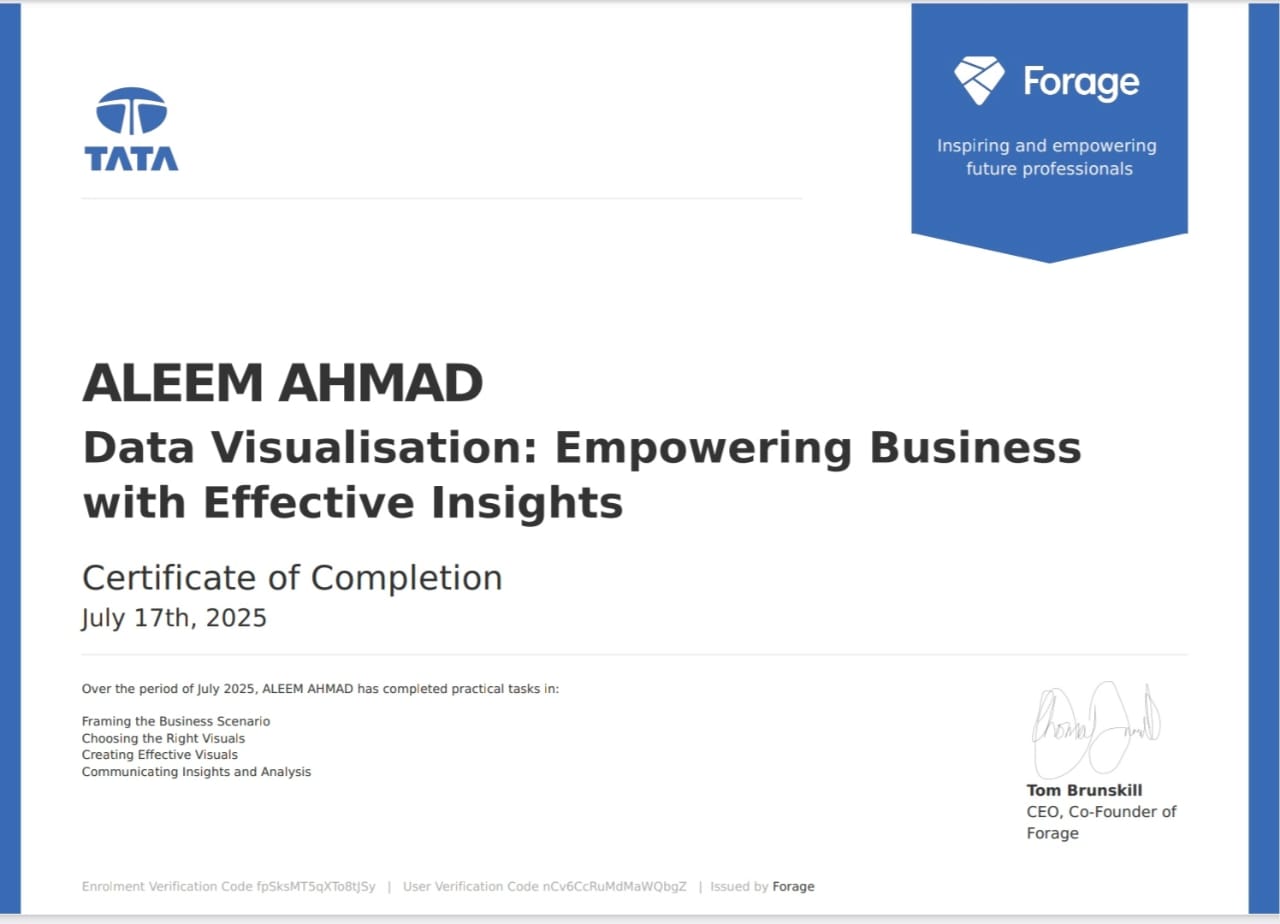 TATA
Forage
Inspiring and empowering
future professionals
ALEEM AHMAD
Data Visualisation: Empowering Business
with Effective Insights
Certificate of Completion
July 17th, 2025
Over the period of July 2025, ALEEM AHMAD has completed practical tasks in:
Framing the Business Scenario
Choosing the Right Visuals
Creating Effective Visuals
Communicating Insights and Analysis
Tom Brunskill
CEO, Co-Founder of
Forage
Enrolment Verification Code fpSksMT5qXTo8tJSy | User Verification Code nCv6CcRuMdMaWQbgZ | Issued by Forage